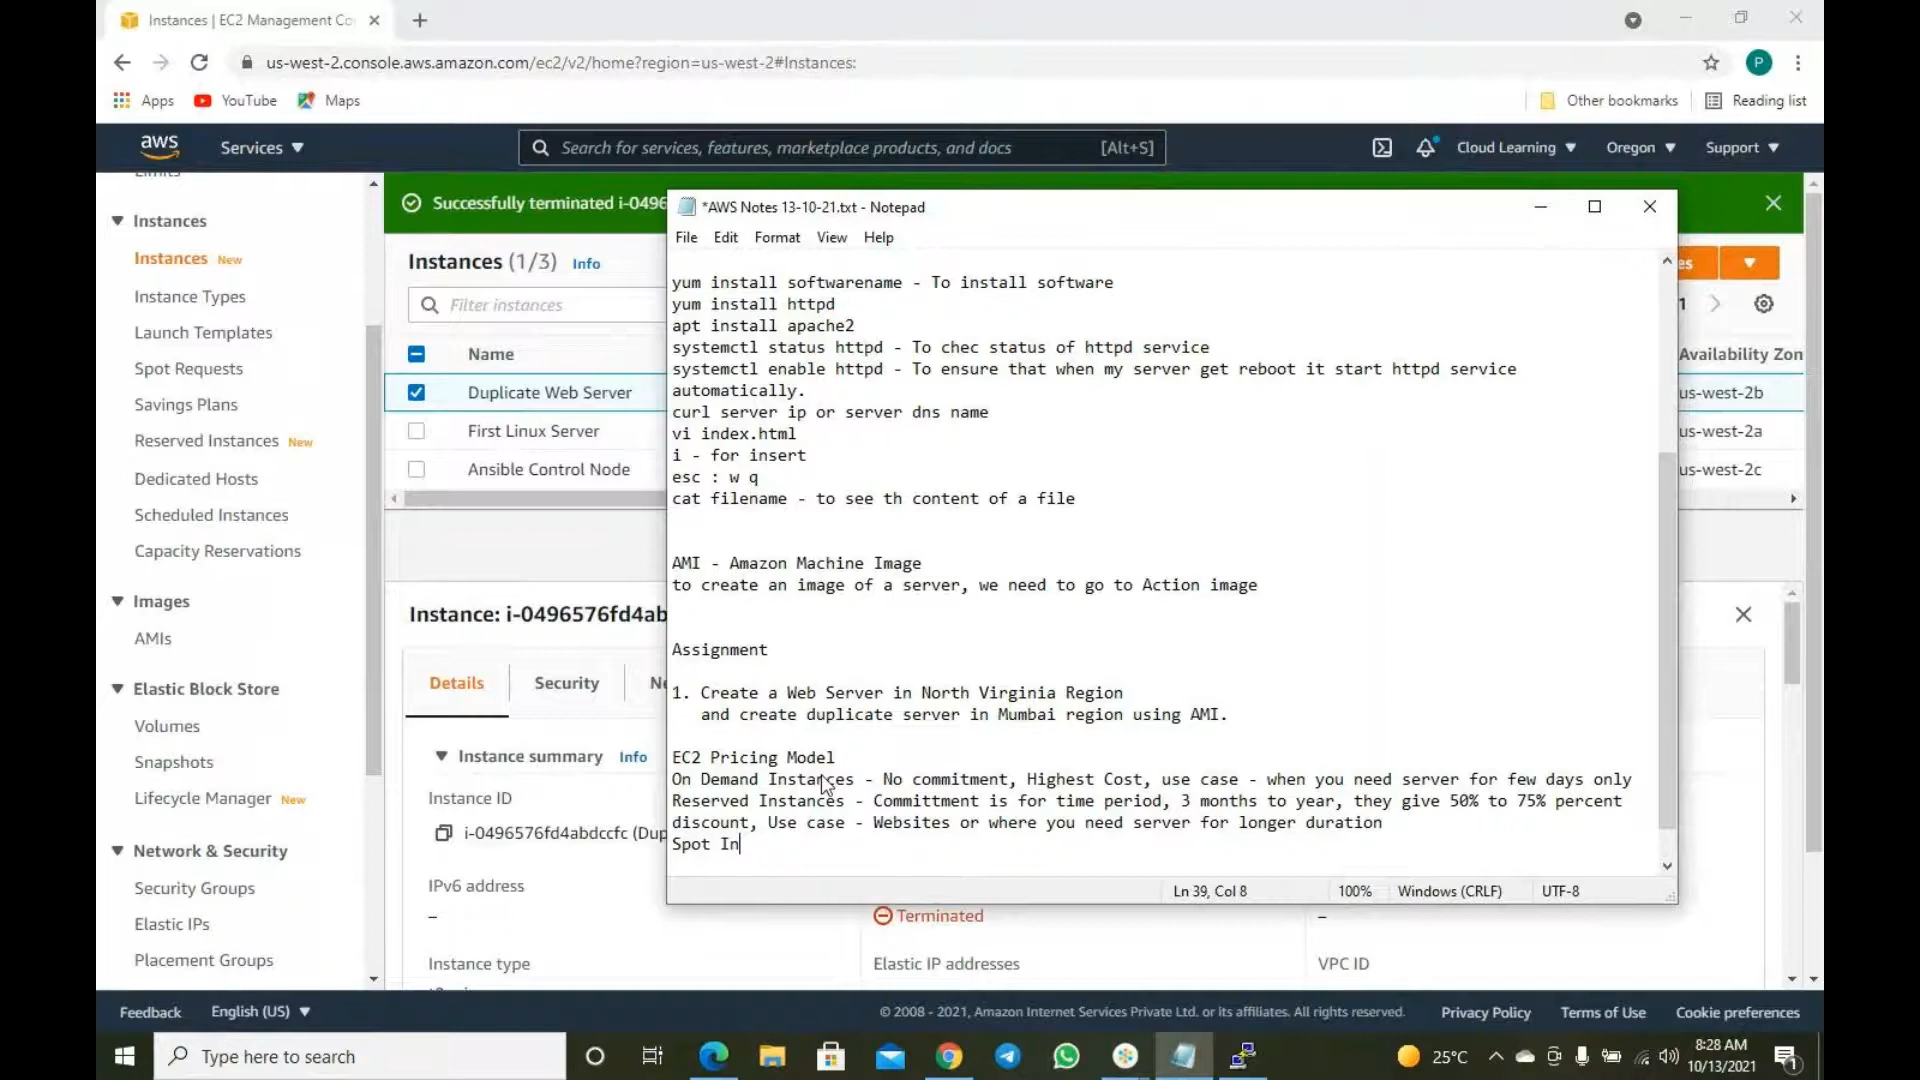 Instances | EC2 Management Co
us-west-2.console.aws.amazon.com/ec2/v2/home?region=us-west-2#Instances:
P
Apps
YouTube
Maps
Other bookmarks
Reading list
aws
Services
Search for services, features, marketplace products, and docs
[Alt+S]
Cloud Learning
Oregon
Support
Limits
Instances
Instances New
Instance Types
Launch Templates
Spot Requests
Savings Plans
Reserved Instances New
Dedicated Hosts
Scheduled Instances
Capacity Reservations
Images
AMIs
Elastic Block Store
Volumes
Snapshots
Lifecycle Manager New
Network & Security
Security Groups
Elastic IPs
Placement Groups
Successfully terminated i-0496
Instances (1/3) Info
Filter instances
Name
Duplicate Web Server
First Linux Server
Ansible Control Node
es
1
Availability Zon
us-west-2b
us-west-2a
us-west-2c
Instance: i-0496576fd4ab
Details
Security
Ne
Instance summary Info
Instance ID
i-0496576fd4abdccfc (Dup
IPv6 address
–
Terminated
–
Instance type
Elastic IP addresses
VPC ID
*AWS Notes 13-10-21.txt - Notepad
File Edit Format View Help
yum install softwarename - To install software
yum install httpd
apt install apache2
systemctl status httpd - To chec status of httpd service
systemctl enable httpd - To ensure that when my server get reboot it start httpd service
automatically.
curl server ip or server dns name
vi index.html
i - for insert
esc : w q
cat filename - to see th content of a file
AMI - Amazon Machine Image
to create an image of a server, we need to go to Action image
Assignment
1. Create a Web Server in North Virginia Region
and create duplicate server in Mumbai region using AMI.
EC2 Pricing Model
On Demand Instances - No commitment, Highest Cost, use case - when you need server for few days only
Reserved Instances - Committment is for time period, 3 months to year, they give 50% to 75% percent
discount, Use case - Websites or where you need server for longer duration
Spot In
Ln 39, Col 8
100%
Windows (CRLF)
UTF-8
Feedback
English (US)
© 2008 - 2021, Amazon Internet Services Private Ltd. or its affiliates. All rights reserved.
Privacy Policy
Terms of Use
Cookie preferences
Type here to search
25°C
8:28 AM
10/13/2021
1